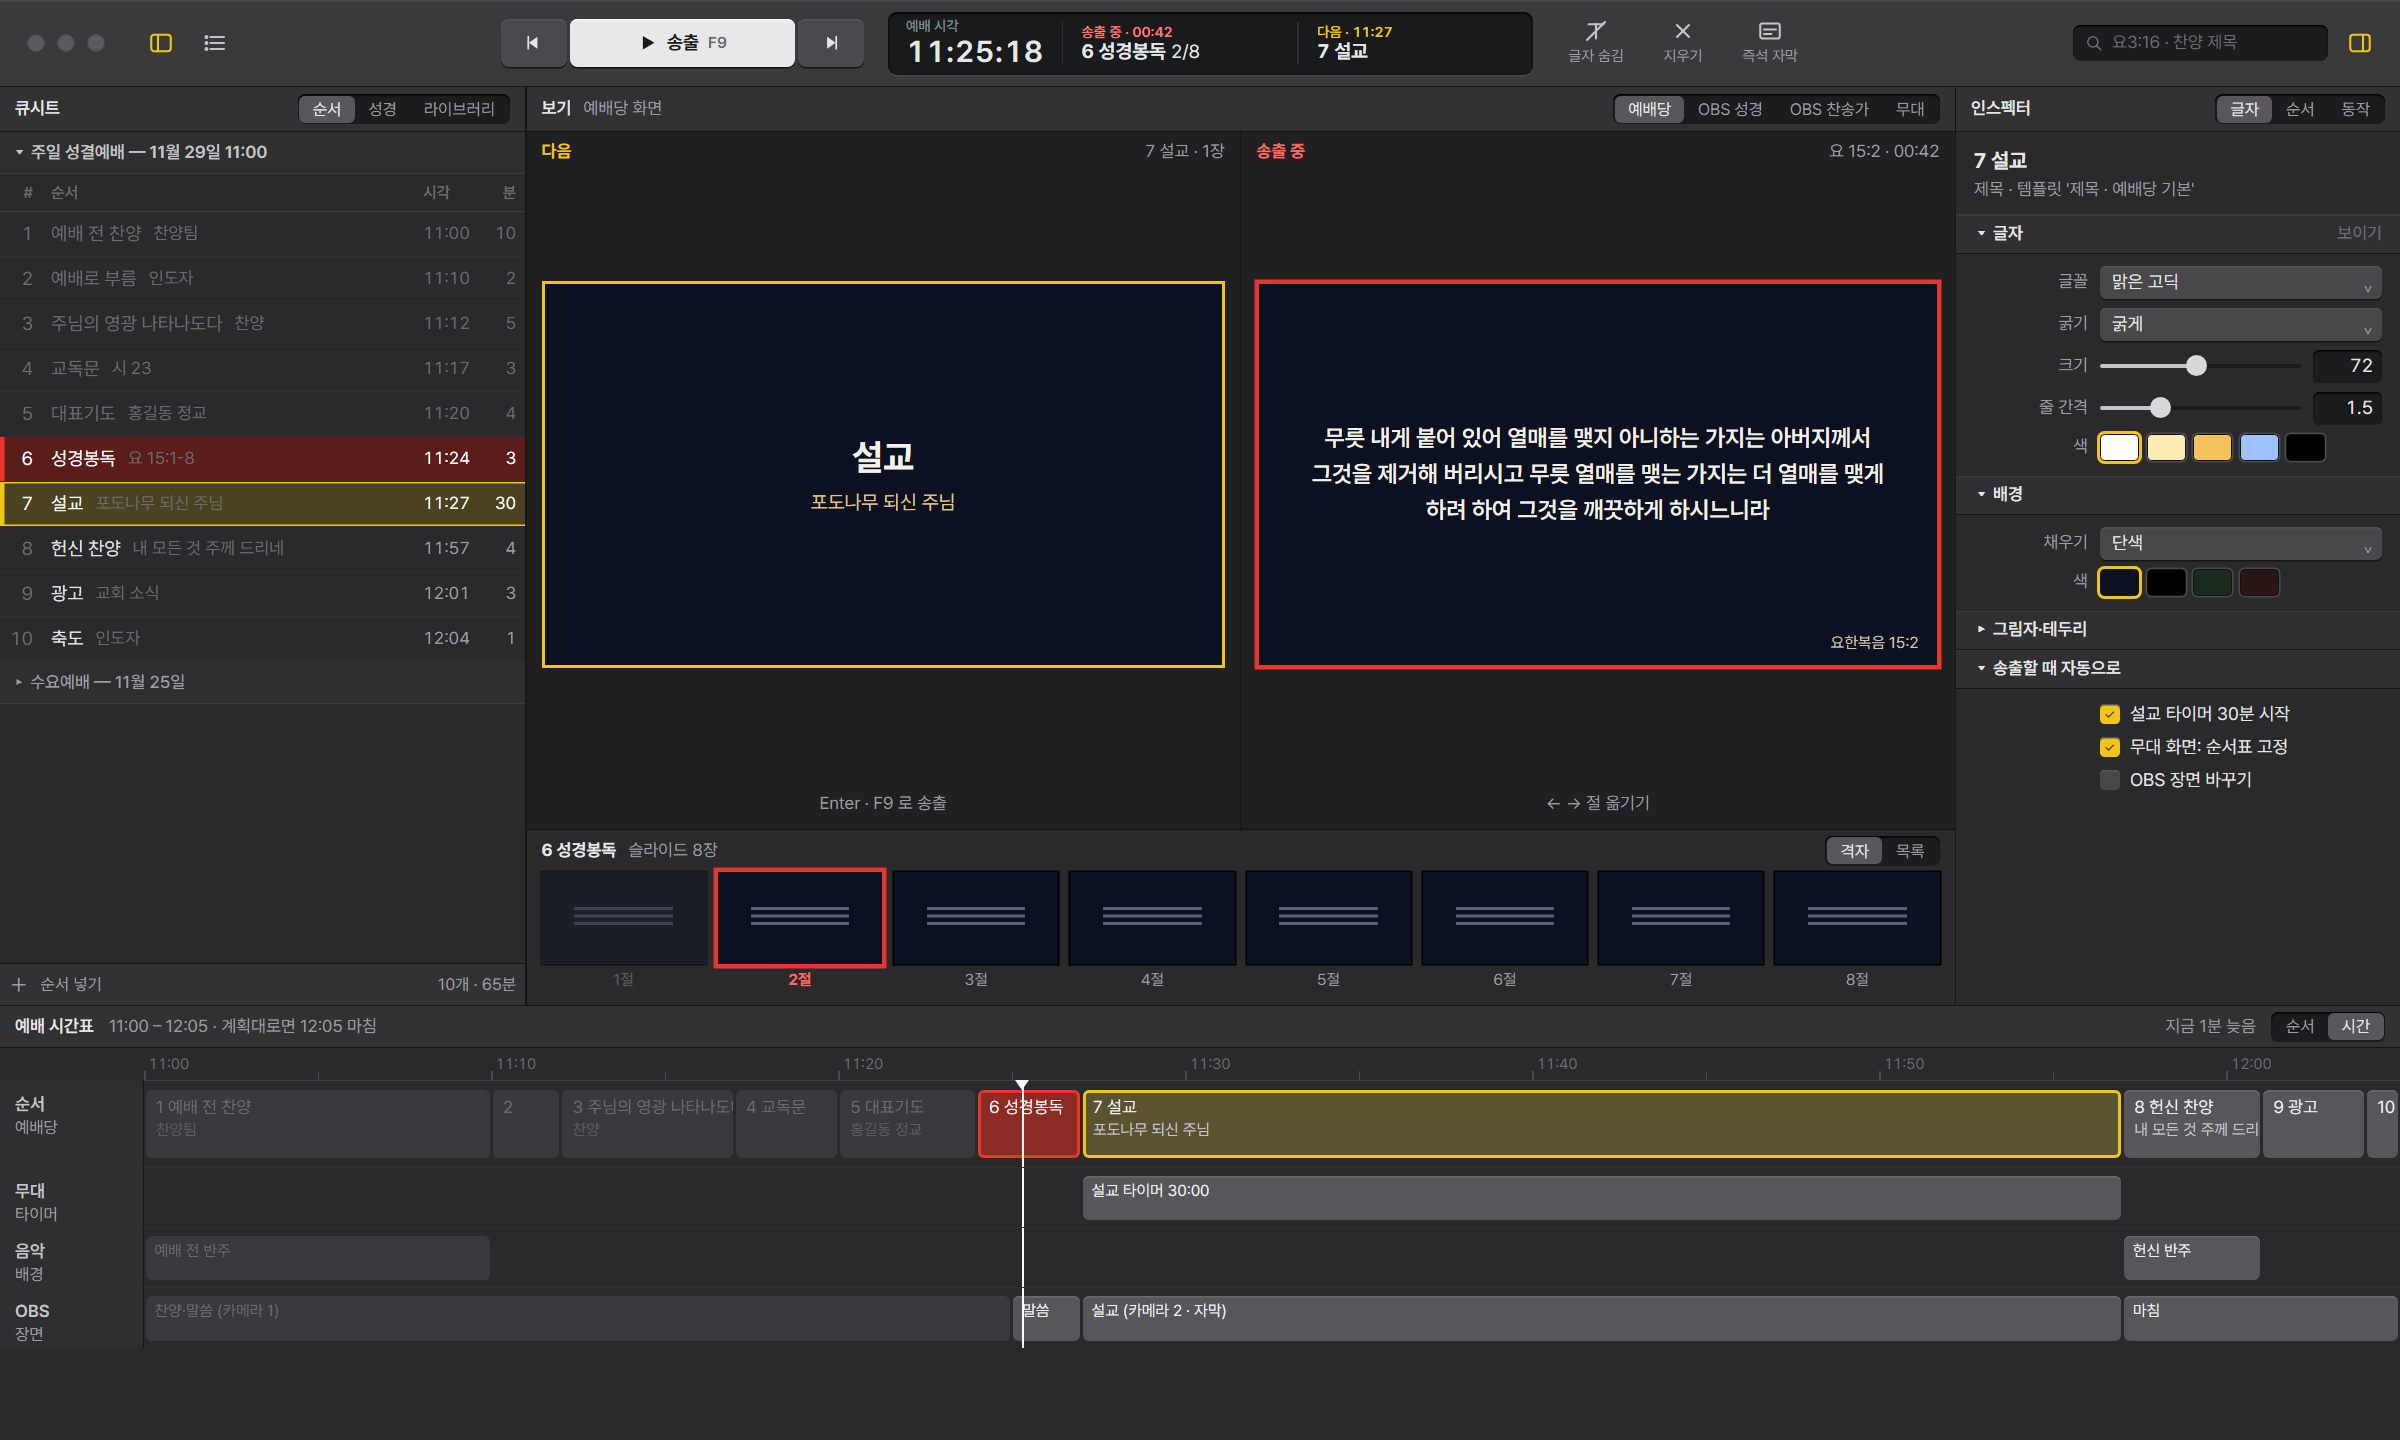 송출 F9
예배 시각
11:25:18
송출 중 · 00:42
6 성경봉독 2/8
다음 · 11:27
7 설교
글자 숨김
지우기
즉석 자막
요3:16 · 찬양 제목
큐시트
순서 성경 라이브러리
주일 성결예배 — 11월 29일 11:00
# 순서 시각 분
1 예배 전 찬양 찬양팀 11:00 10
2 예배로 부름 인도자 11:10 2
3 주님의 영광 나타나도다 찬양 11:12 5
4 교독문 시 23 11:17 3
5 대표기도 홍길동 정교 11:20 4
6 성경봉독 요 15:1-8 11:24 3
7 설교 포도나무 되신 주님 11:27 30
8 헌신 찬양 내 모든 것 주께 드리네 11:57 4
9 광고 교회 소식 12:01 3
10 축도 인도자 12:04 1
수요예배 — 11월 25일
순서 넣기 10개 · 65분
보기 예배당 화면
예배당 OBS 성경 OBS 찬송가 무대
다음 7 설교 · 1장
설교
포도나무 되신 주님
Enter · F9 로 송출
송출 중 요 15:2 · 00:42
무릇 내게 붙어 있어 열매를 맺지 아니하는 가지는 아버지께서
그것을 제거해 버리시고 무릇 열매를 맺는 가지는 더 열매를 맺게
하려 하여 그것을 깨끗하게 하시느니라
요한복음 15:2
← → 절 옮기기
6 성경봉독 슬라이드 8장
격자 목록
1절 2절 3절 4절 5절 6절 7절 8절
인스펙터
글자 순서 동작
7 설교
제목 · 템플릿 '제목 · 예배당 기본'
글자 보이기
글꼴 맑은 고딕
굵기 굵게
크기 72
줄 간격 1.5
색
배경
채우기 단색
색
그림자·테두리
송출할 때 자동으로
설교 타이머 30분 시작
무대 화면: 순서표 고정
OBS 장면 바꾸기
예배 시간표 11:00 – 12:05 · 계획대로면 12:05 마침
지금 1분 늦음 순서 시간
11:00 11:10 11:20 11:30 11:40 11:50 12:00
순서
예배당
1 예배 전 찬양
찬양팀
2
3 주님의 영광 나타나도
찬양
4 교독문
5 대표기도
홍길동 정교
6 성경봉독
7 설교
포도나무 되신 주님
8 헌신 찬양
내 모든 것 주께 드리
9 광고
10
무대
타이머
설교 타이머 30:00
음악
배경
예배 전 반주
헌신 반주
OBS
장면
찬양·말씀 (카메라 1)
말씀
설교 (카메라 2 · 자막)
마침